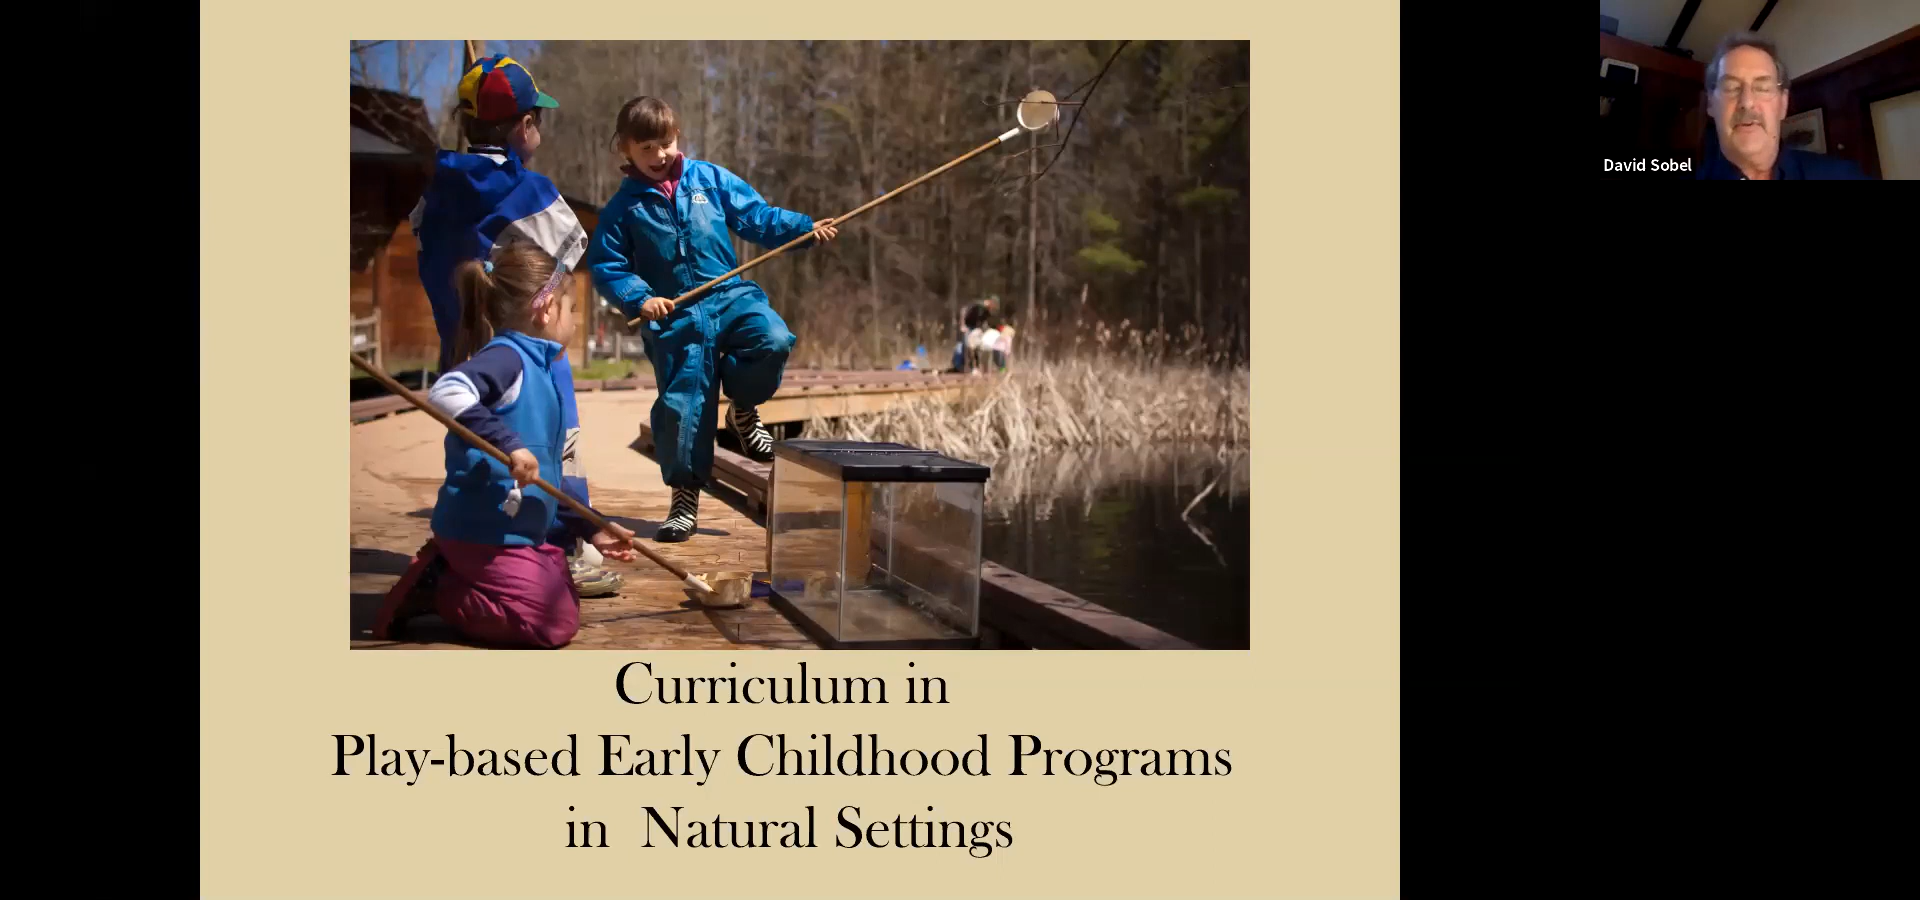 Curriculum in
Play-based Early Childhood Programs
in Natural Settings
David Sobel